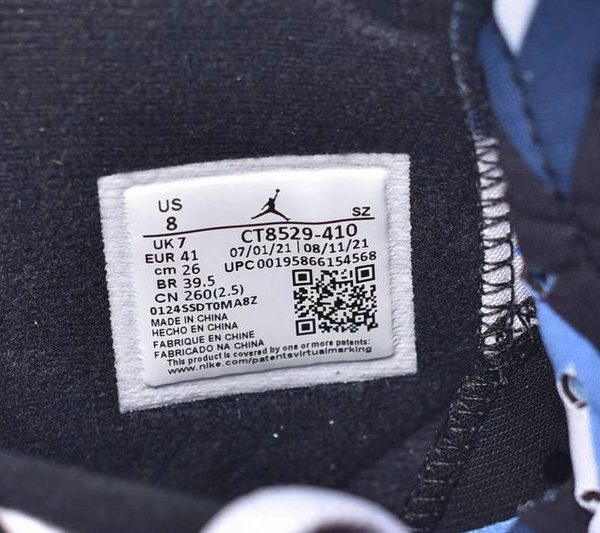 US
8
SZ
UK 7
EUR 41
cm 26
BR 39.5
CN 260(2.5)
CT8529-410
07/01/21 | 08/11/21
UPC 00195866154568
0124SSDT0MA8Z
MADE IN CHINA
HECHO EN CHINA
FABRIQUE EN CHINE
FABRICADO NA CHINA
This product is covered by one or more patents:
www.nike.com/patentsvirtualmarking